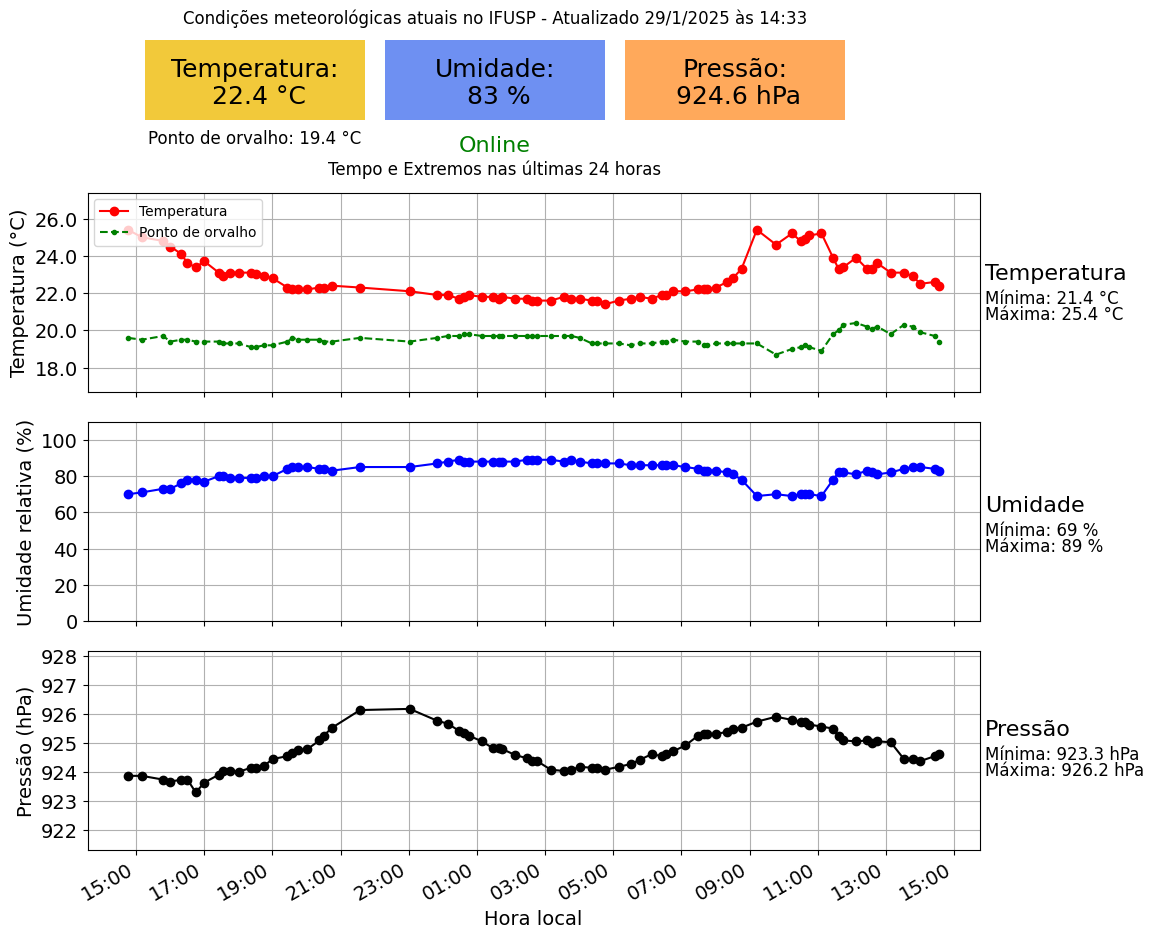 Condições meteorológicas atuais no IFUSP - Atualizado 29/1/2025 às 14:33
Temperatura:
22.4 °C
Umidade:
83 %
Pressão:
924.6 hPa
Ponto de orvalho: 19.4 °C
Online
Tempo e Extremos nas últimas 24 horas
Temperatura (°C)
26.0
24.0
22.0
20.0
18.0
Temperatura
Ponto de orvalho
Temperatura
Mínima: 21.4 °C
Máxima: 25.4 °C
Umidade relativa (%)
100
80
60
40
20
0
Umidade
Mínima: 69 %
Máxima: 89 %
Pressão (hPa)
928
927
926
925
924
923
922
Pressão
Mínima: 923.3 hPa
Máxima: 926.2 hPa
15:00
17:00
19:00
21:00
23:00
01:00
03:00
05:00
07:00
09:00
11:00
13:00
15:00
Hora local